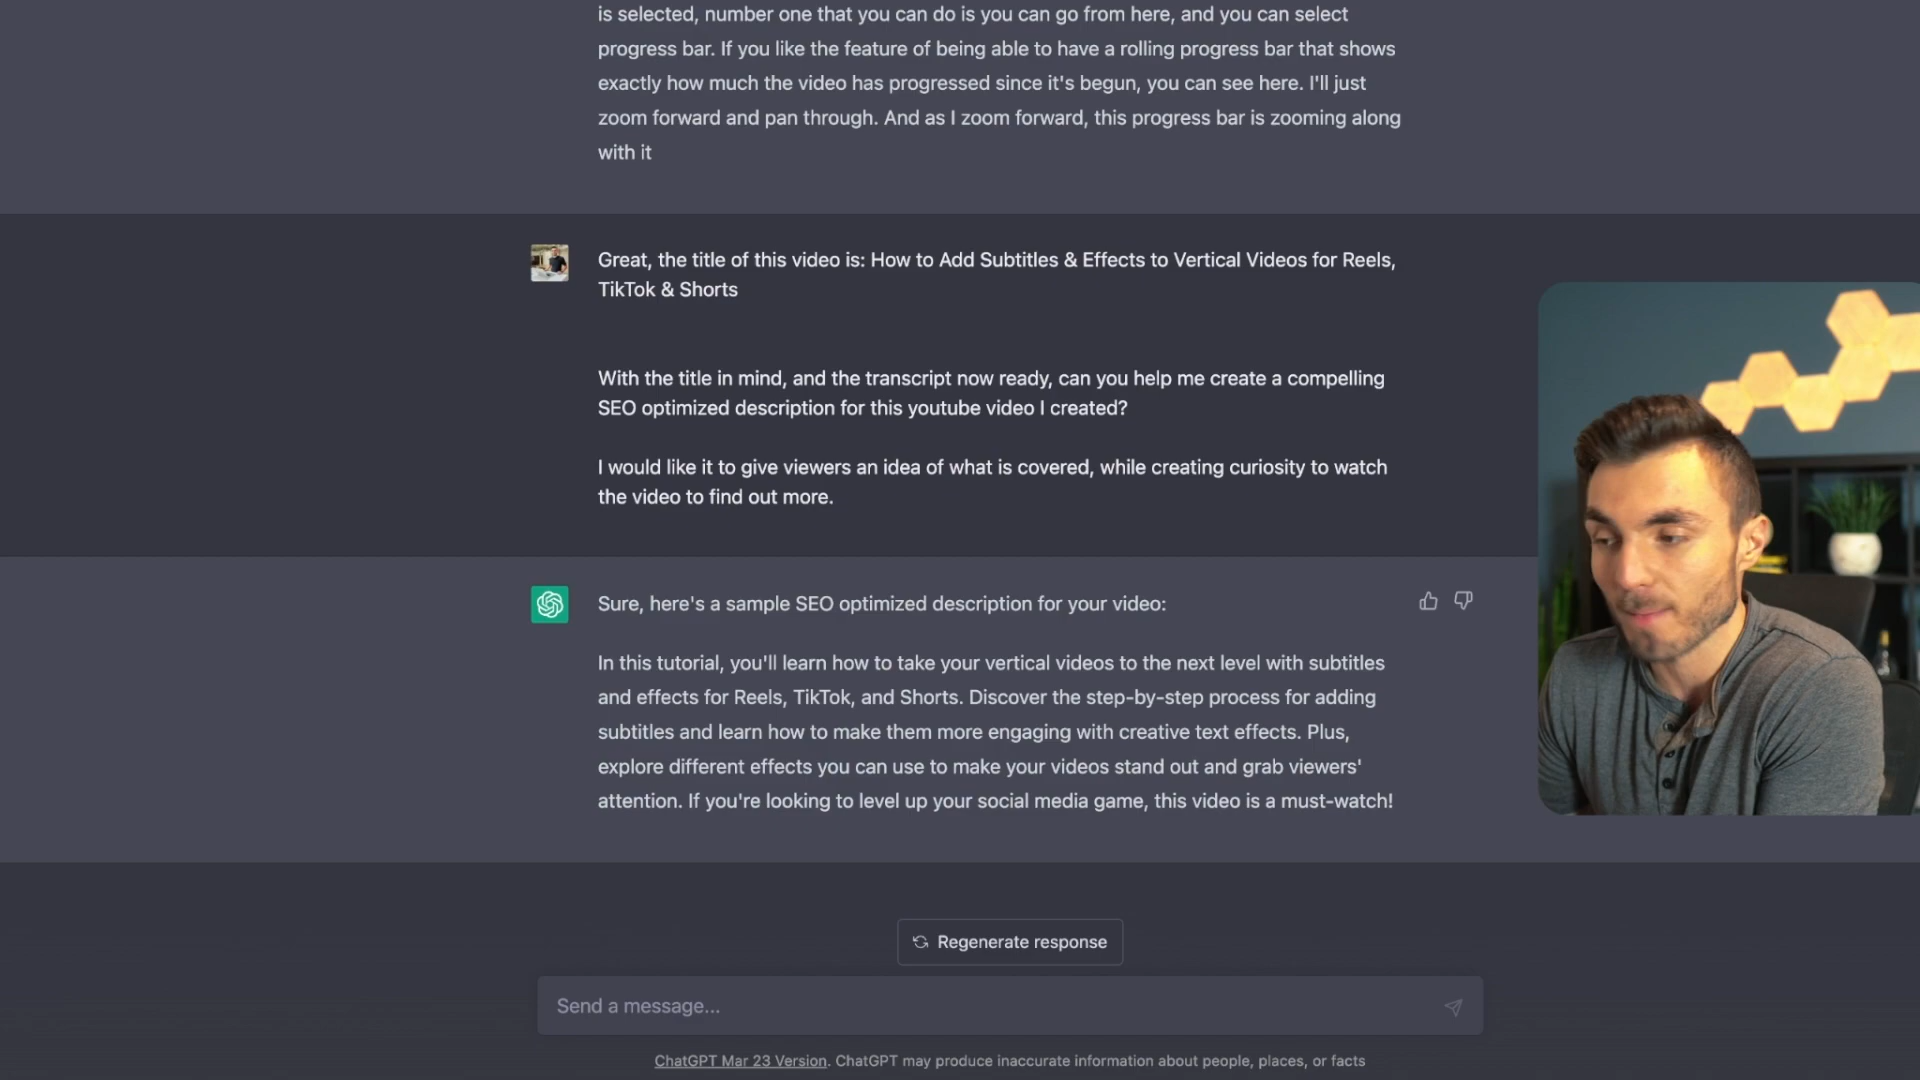 is selected, number one that you can do is you can go from here, and you can select
progress bar. If you like the feature of being able to have a rolling progress bar that shows
exactly how much the video has progressed since it's begun, you can see here. I'll just
zoom forward and pan through. And as I zoom forward, this progress bar is zooming along
with it
Great, the title of this video is: How to Add Subtitles & Effects to Vertical Videos for Reels,
TikTok & Shorts
With the title in mind, and the transcript now ready, can you help me create a compelling
SEO optimized description for this youtube video I created?
I would like it to give viewers an idea of what is covered, while creating curiosity to watch
the video to find out more.
Sure, here's a sample SEO optimized description for your video:
In this tutorial, you'll learn how to take your vertical videos to the next level with subtitles
and effects for Reels, TikTok, and Shorts. Discover the step-by-step process for adding
subtitles and learn how to make them more engaging with creative text effects. Plus,
explore different effects you can use to make your videos stand out and grab viewers'
attention. If you're looking to level up your social media game, this video is a must-watch!
Regenerate response
Send a message...
ChatGPT Mar 23 Version. ChatGPT may produce inaccurate information about people, places, or facts